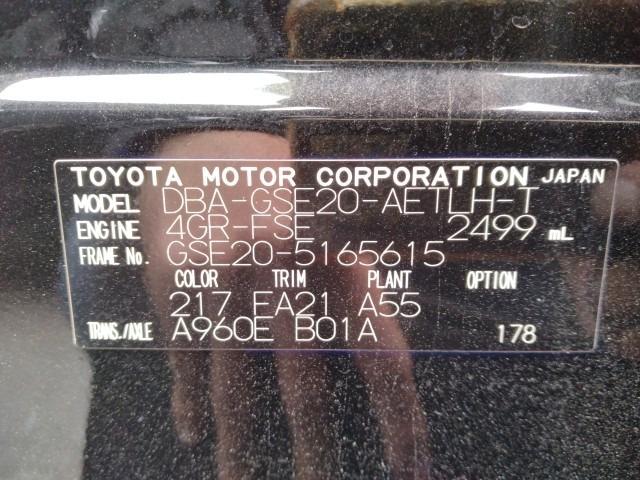 TOYOTA MOTOR CORPORATION JAPAN
MODEL DBA-GSE20-AETLH-T
ENGINE 4GR-FSE 2499 mL
FRAME No. GSE20-5165615
COLOR TRIM PLANT OPTION
217 FA21 A55
TRANS./AXLE A960E B01A 178